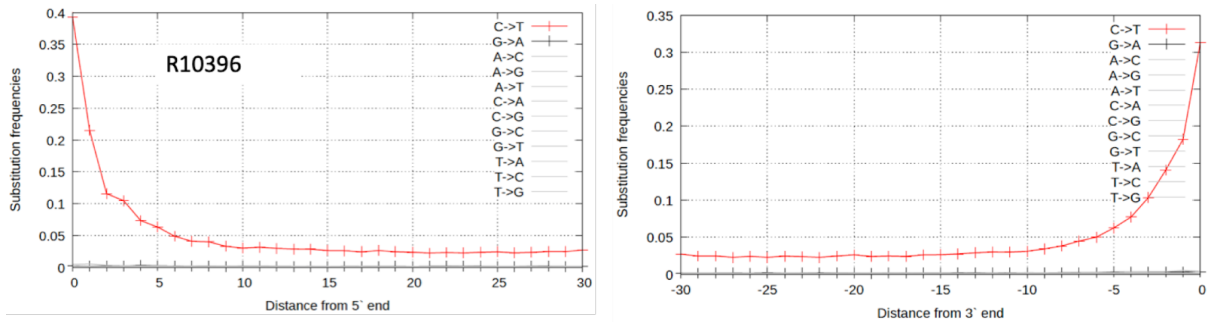 R10396
Substitution frequencies
0.4
0.35
0.3
0.25
0.2
0.15
0.1
0.05
0
0 5 10 15 20 25 30
Distance from 5` end
C->T
G->A
A->C
A->G
A->T
C->A
C->G
G->C
G->T
T->A
T->C
T->G
Substitution frequencies
0.35
0.3
0.25
0.2
0.15
0.1
0.05
0
-30 -25 -20 -15 -10 -5 0
Distance from 3` end
C->T
G->A
A->C
A->G
A->T
C->A
C->G
G->C
G->T
T->A
T->C
T->G